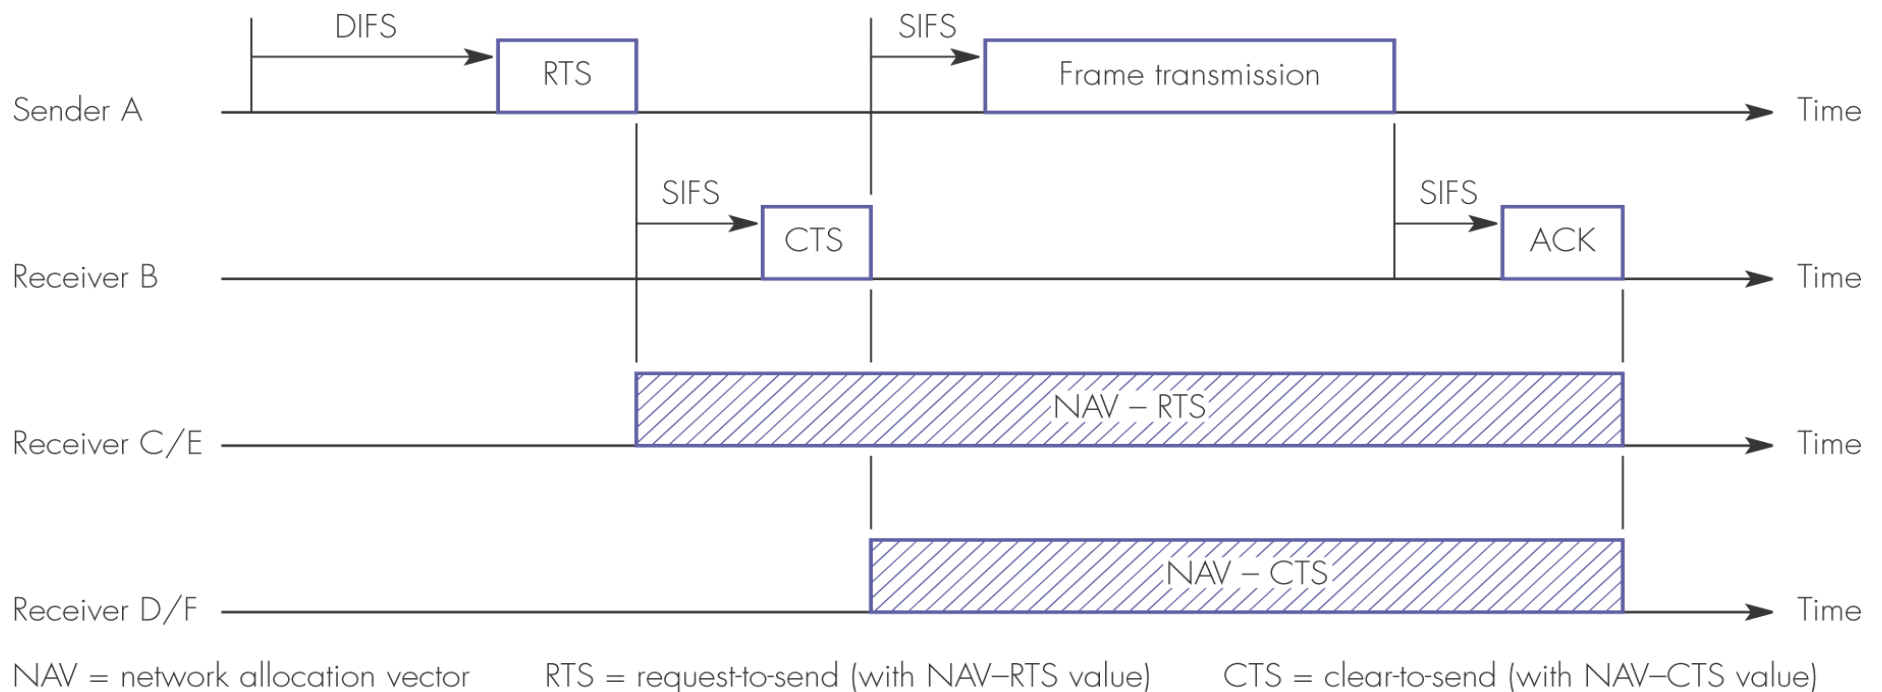 DIFS
SIFS
RTS
Frame transmission
Sender A
Time
SIFS
SIFS
CTS
ACK
Receiver B
Time
NAV – RTS
Receiver C/E
Time
NAV – CTS
Receiver D/F
Time
NAV = network allocation vector
RTS = request-to-send (with NAV–RTS value)
CTS = clear-to-send (with NAV–CTS value)